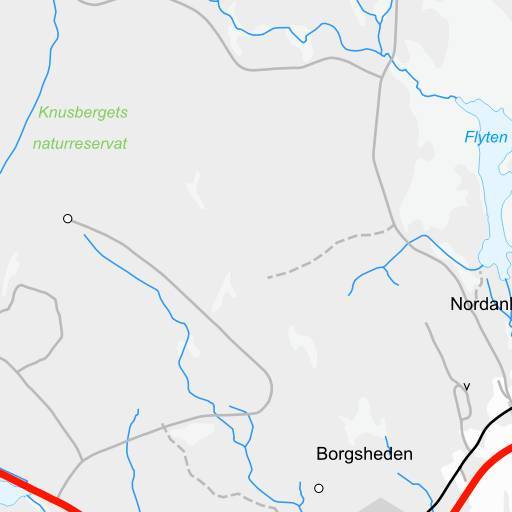 Knusbergets
naturreservat
Flyten
Borgsheden
v